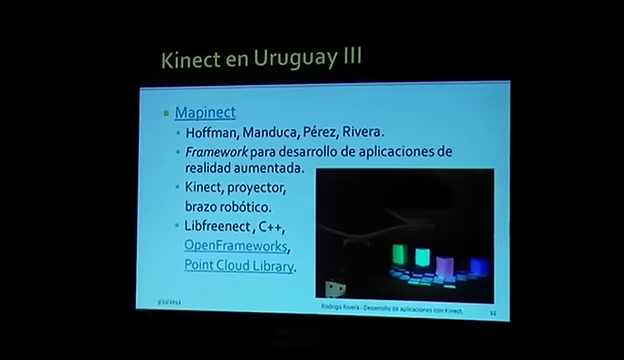 Kinect en Uruguay III
Mapinect
Hoffman, Manduca, Pérez, Rivera.
Framework para desarrollo de aplicaciones de
realidad aumentada.
Kinect, proyector,
brazo robótico.
Libfreenect , C++,
OpenFrameworks,
Point Cloud Library.
Rodrigo Rivera - Desarrollo de aplicaciones con Kinect.